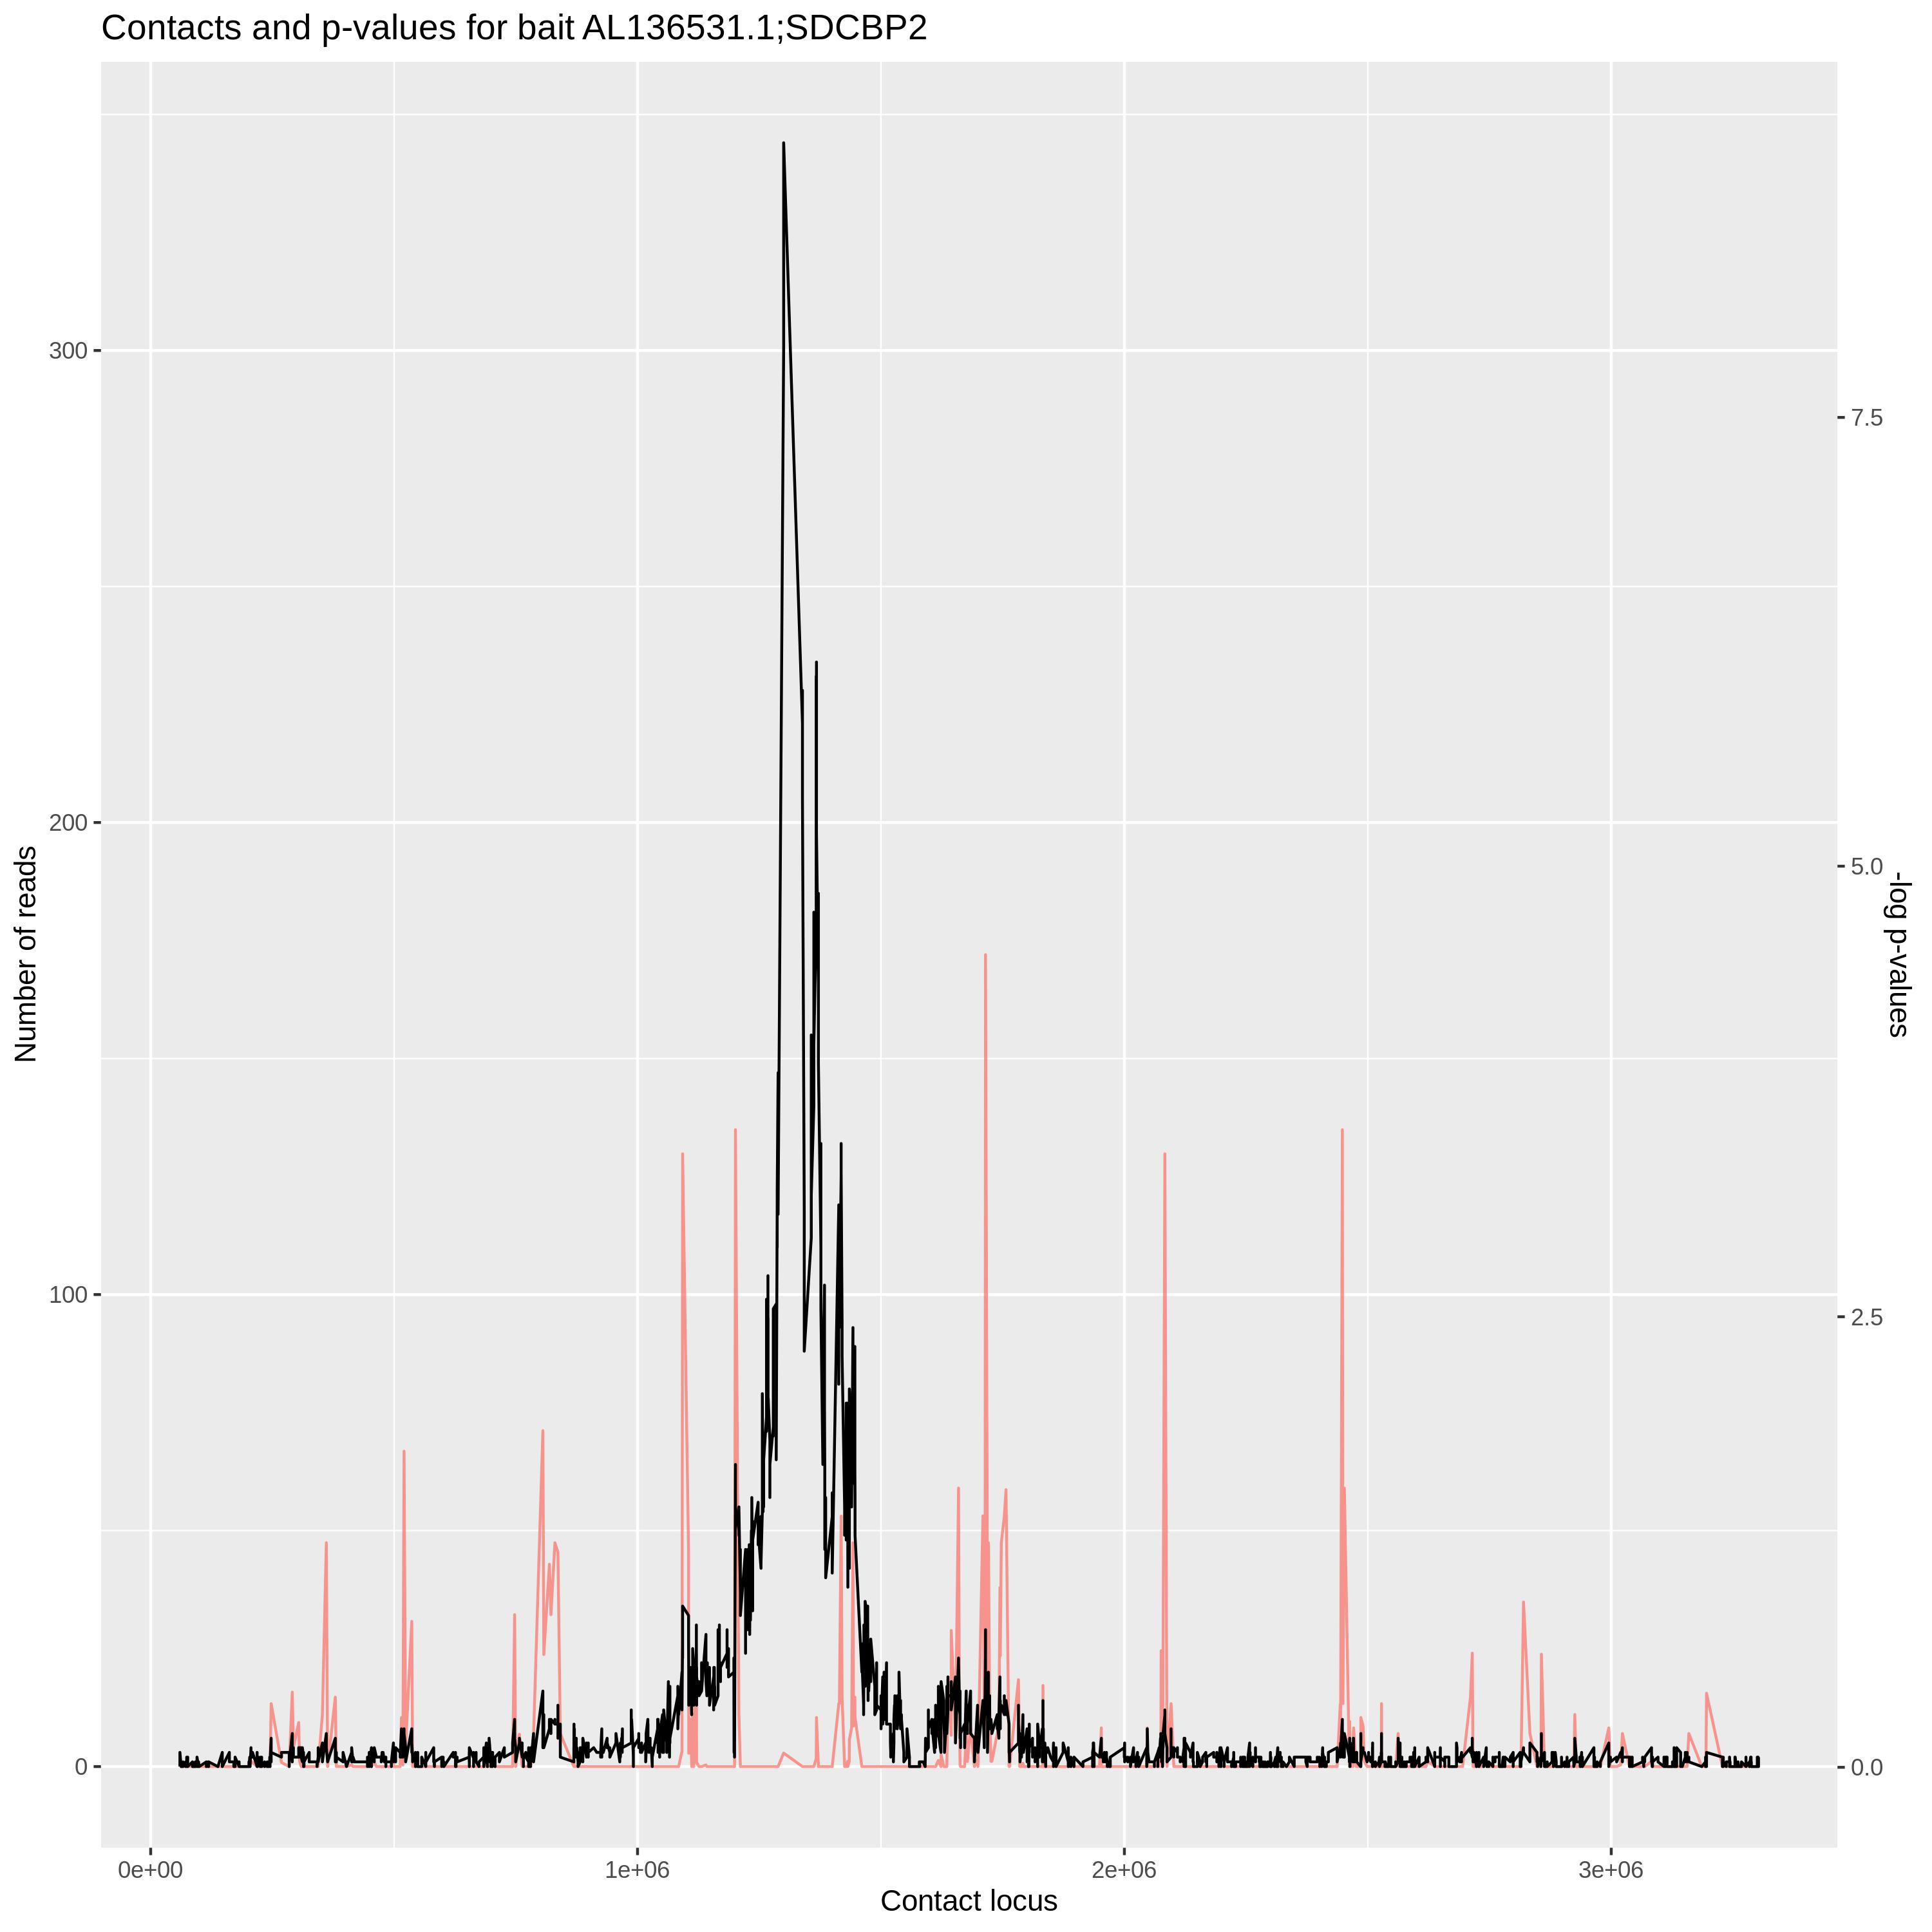 Contacts and p-values for bait AL136531.1;SDCBP2
300
200
100
0
Number of reads
7.5
5.0
2.5
0.0
-log p-values
0e+00
1e+06
2e+06
3e+06
Contact locus